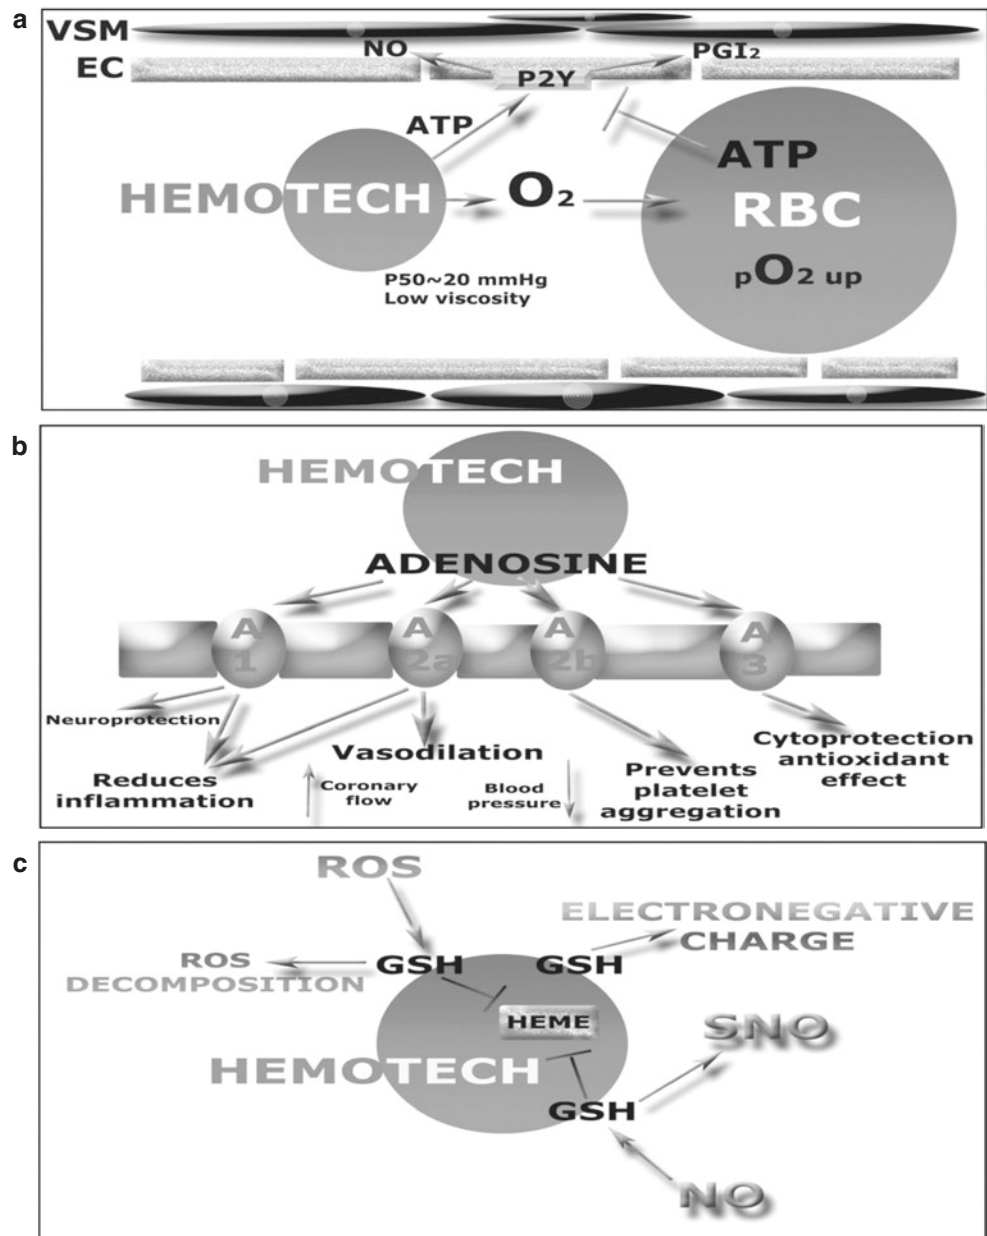 a
VSM
EC
NO
P2Y
PGI₂
ATP
HEMOTECH
O₂
ATP
RBC
pO₂ up
P50~20 mmHg
Low viscosity
b
HEMOTECH
ADENOSINE
A
1
A
2a
A
2b
A
3
Neuroprotection
Reduces
inflammation
Vasodilation
Coronary
flow
Blood
pressure
Prevents
platelet
aggregation
Cytoprotection
antioxidant
effect
c
ROS
ELECTRONEGATIVE
CHARGE
ROS
DECOMPOSITION
GSH
GSH
HEME
SNO
HEMOTECH
GSH
NO